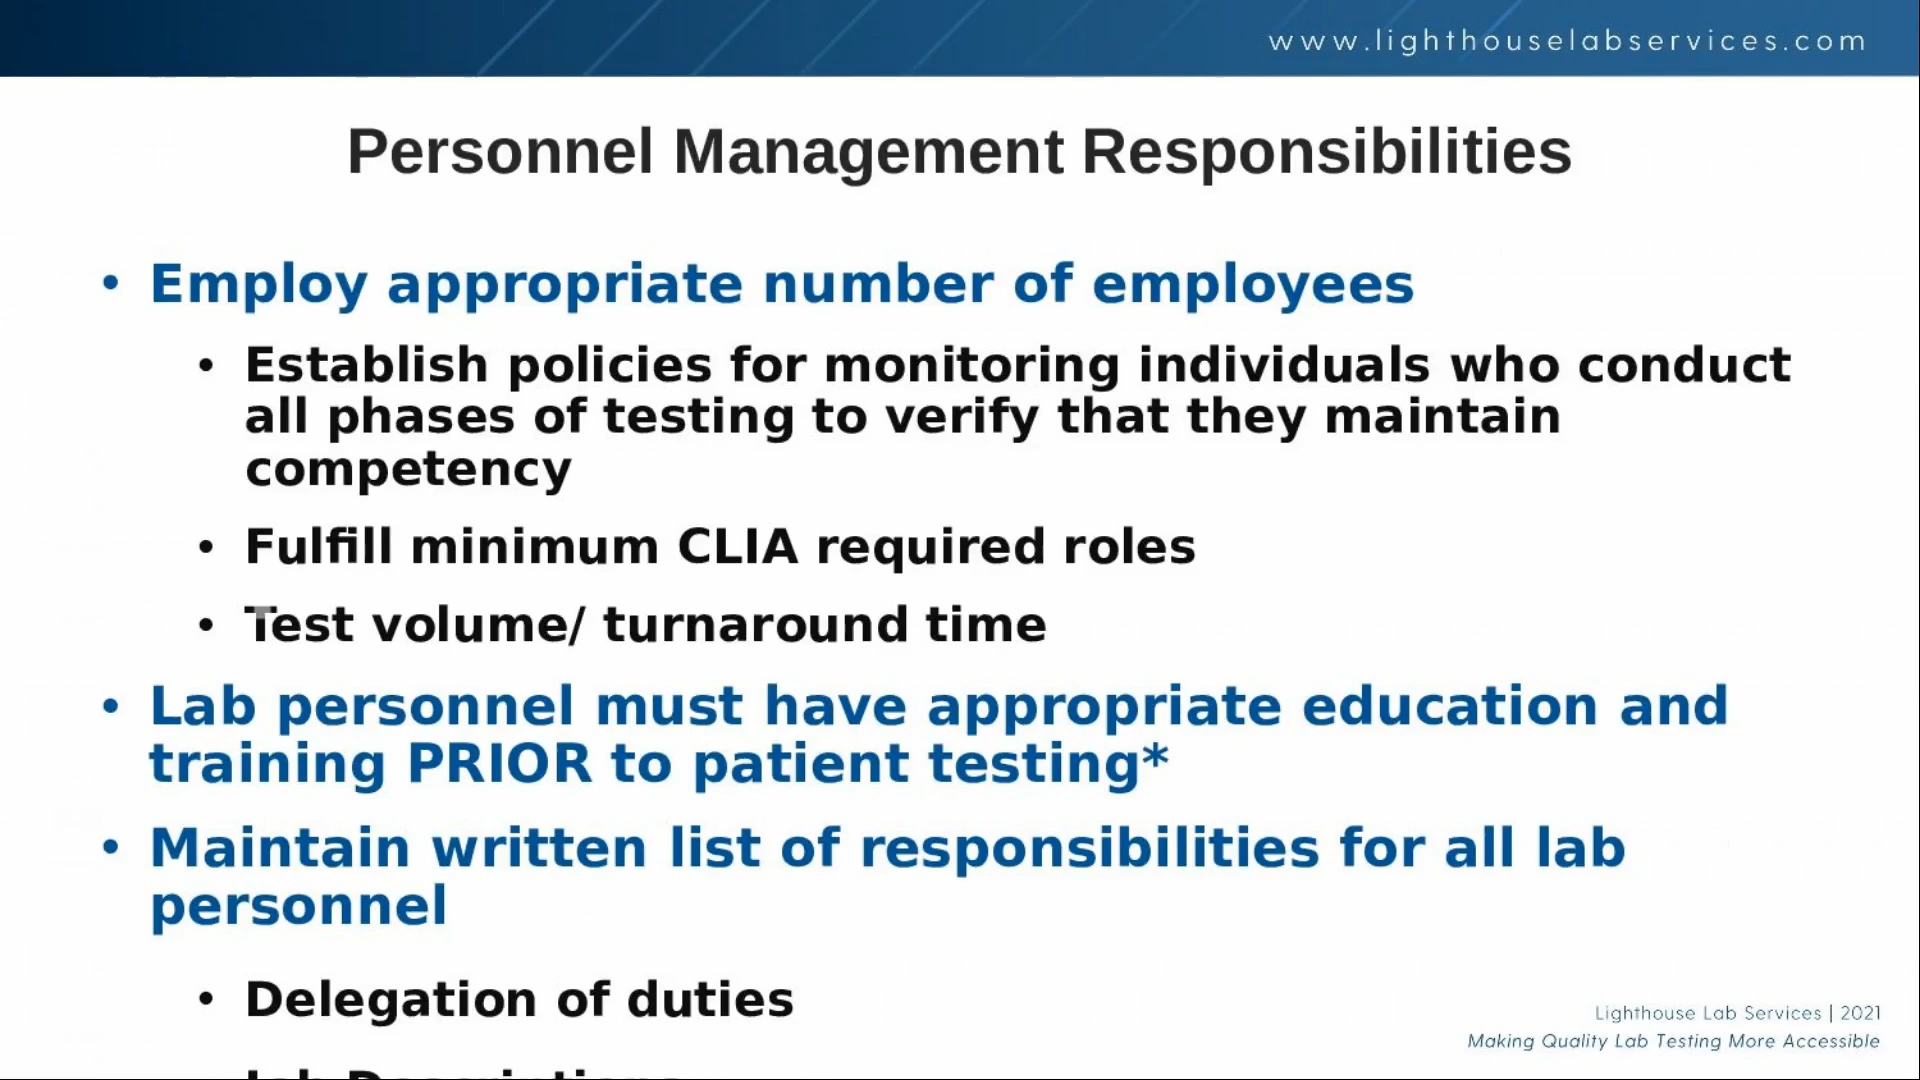 www.lighthouselabservices.com
Personnel Management Responsibilities
• Employ appropriate number of employees
• Establish policies for monitoring individuals who conduct
all phases of testing to verify that they maintain
competency
• Fulfill minimum CLIA required roles
• Test volume/ turnaround time
• Lab personnel must have appropriate education and
training PRIOR to patient testing*
• Maintain written list of responsibilities for all lab
personnel
• Delegation of duties
Job Descriptions
Lighthouse Lab Services | 2021
Making Quality Lab Testing More Accessible